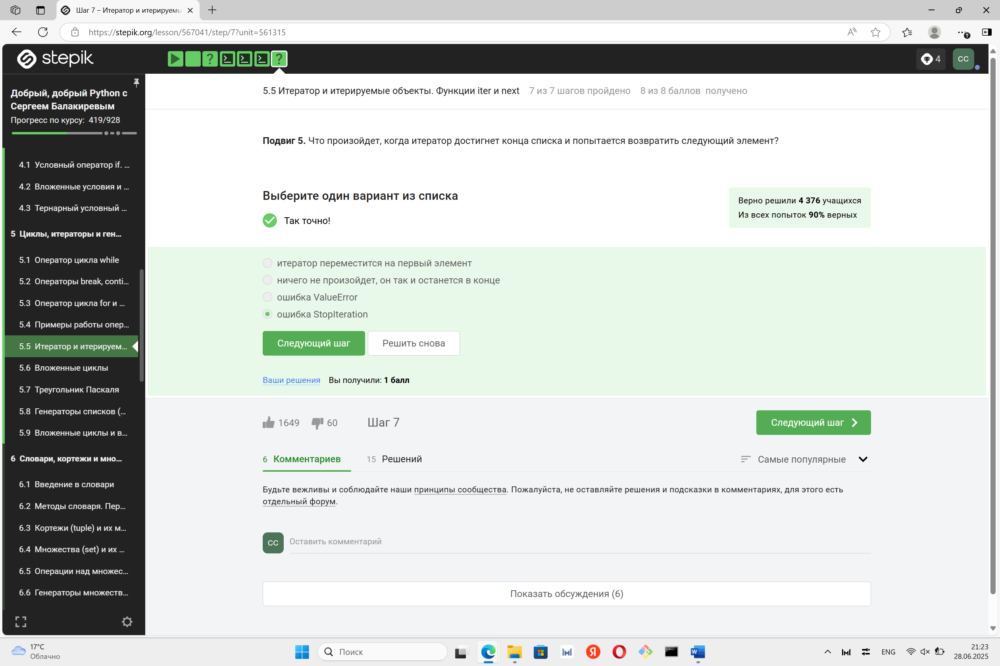 Шаг 7 – Итератор и итерируемы
https://stepik.org/lesson/567041/step/7?unit=561315
stepik
4
CC
Добрый, добрый Python с
Сергеем Балакиревым
Прогресс по курсу: 419/928
4.1 Условный оператор if. ...
4.2 Вложенные условия и ...
4.3 Тернарный условный ...
5 Циклы, итераторы и ген...
5.1 Оператор цикла while
5.2 Операторы break, conti...
5.3 Оператор цикла for и ...
5.4 Примеры работы опер...
5.5 Итератор и итерируем...
5.6 Вложенные циклы
5.7 Треугольник Паскаля
5.8 Генераторы списков (...
5.9 Вложенные циклы и в...
6 Словари, кортежи и мно...
6.1 Введение в словари
6.2 Методы словаря. Пер...
6.3 Кортежи (tuple) и их м...
6.4 Множества (set) и их ...
6.5 Операции над множес...
6.6 Генераторы множеств...
5.5 Итератор и итерируемые объекты. Функции iter и next 7 из 7 шагов пройдено 8 из 8 баллов получено
Подвиг 5. Что произойдет, когда итератор достигнет конца списка и попытается возвратить следующий элемент?
Выберите один вариант из списка
Так точно!
Верно решили 4 376 учащихся
Из всех попыток 90% верных
итератор переместится на первый элемент
ничего не произойдет, он так и останется в конце
ошибка ValueError
ошибка StopIteration
Следующий шаг Решить снова
Ваши решения Вы получили: 1 балл
1649 60 Шаг 7 Следующий шаг
6 Комментариев 15 Решений Самые популярные
Будьте вежливы и соблюдайте наши принципы сообщества. Пожалуйста, не оставляйте решения и подсказки в комментариях, для этого есть
отдельный форум.
CC Оставить комментарий
Показать обсуждения (6)
17°C
Облачно
Поиск
ENG
21:23
28.06.2025